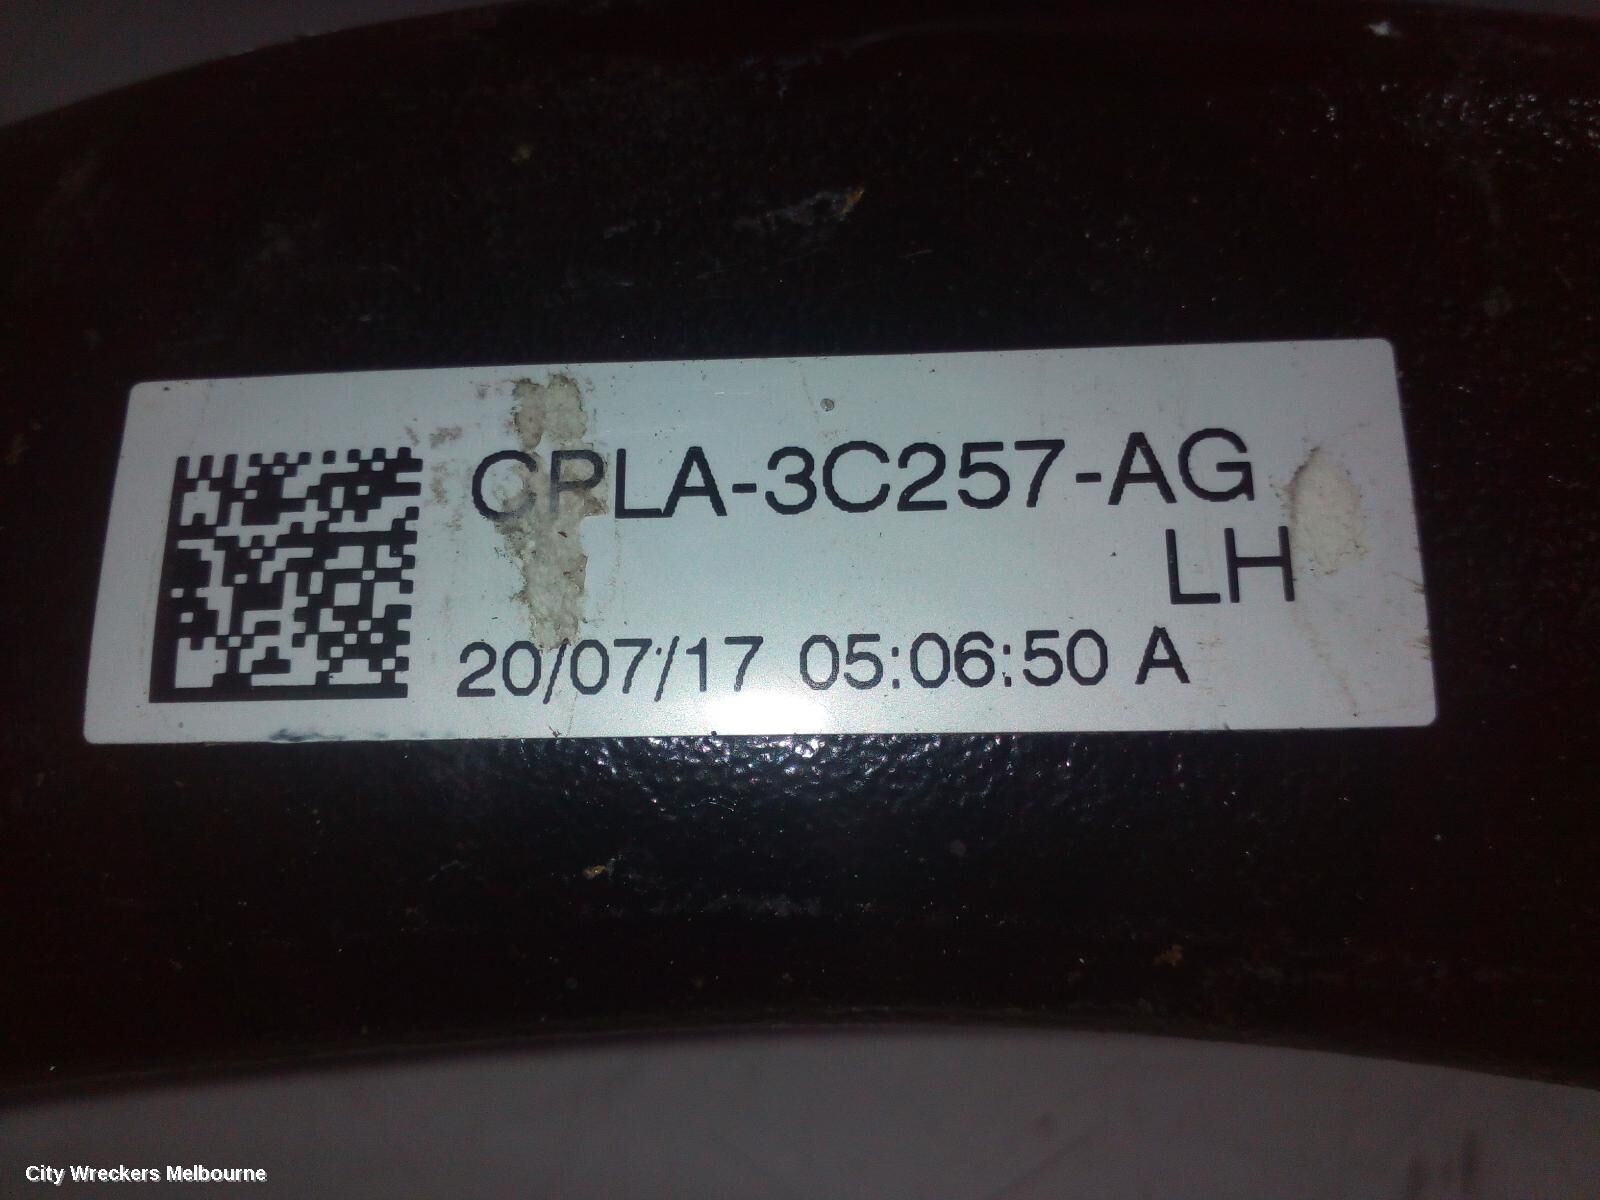 CPLA-3C257-AG
LH
20/07/17 05:06:50 A
City Wreckers Melbourne